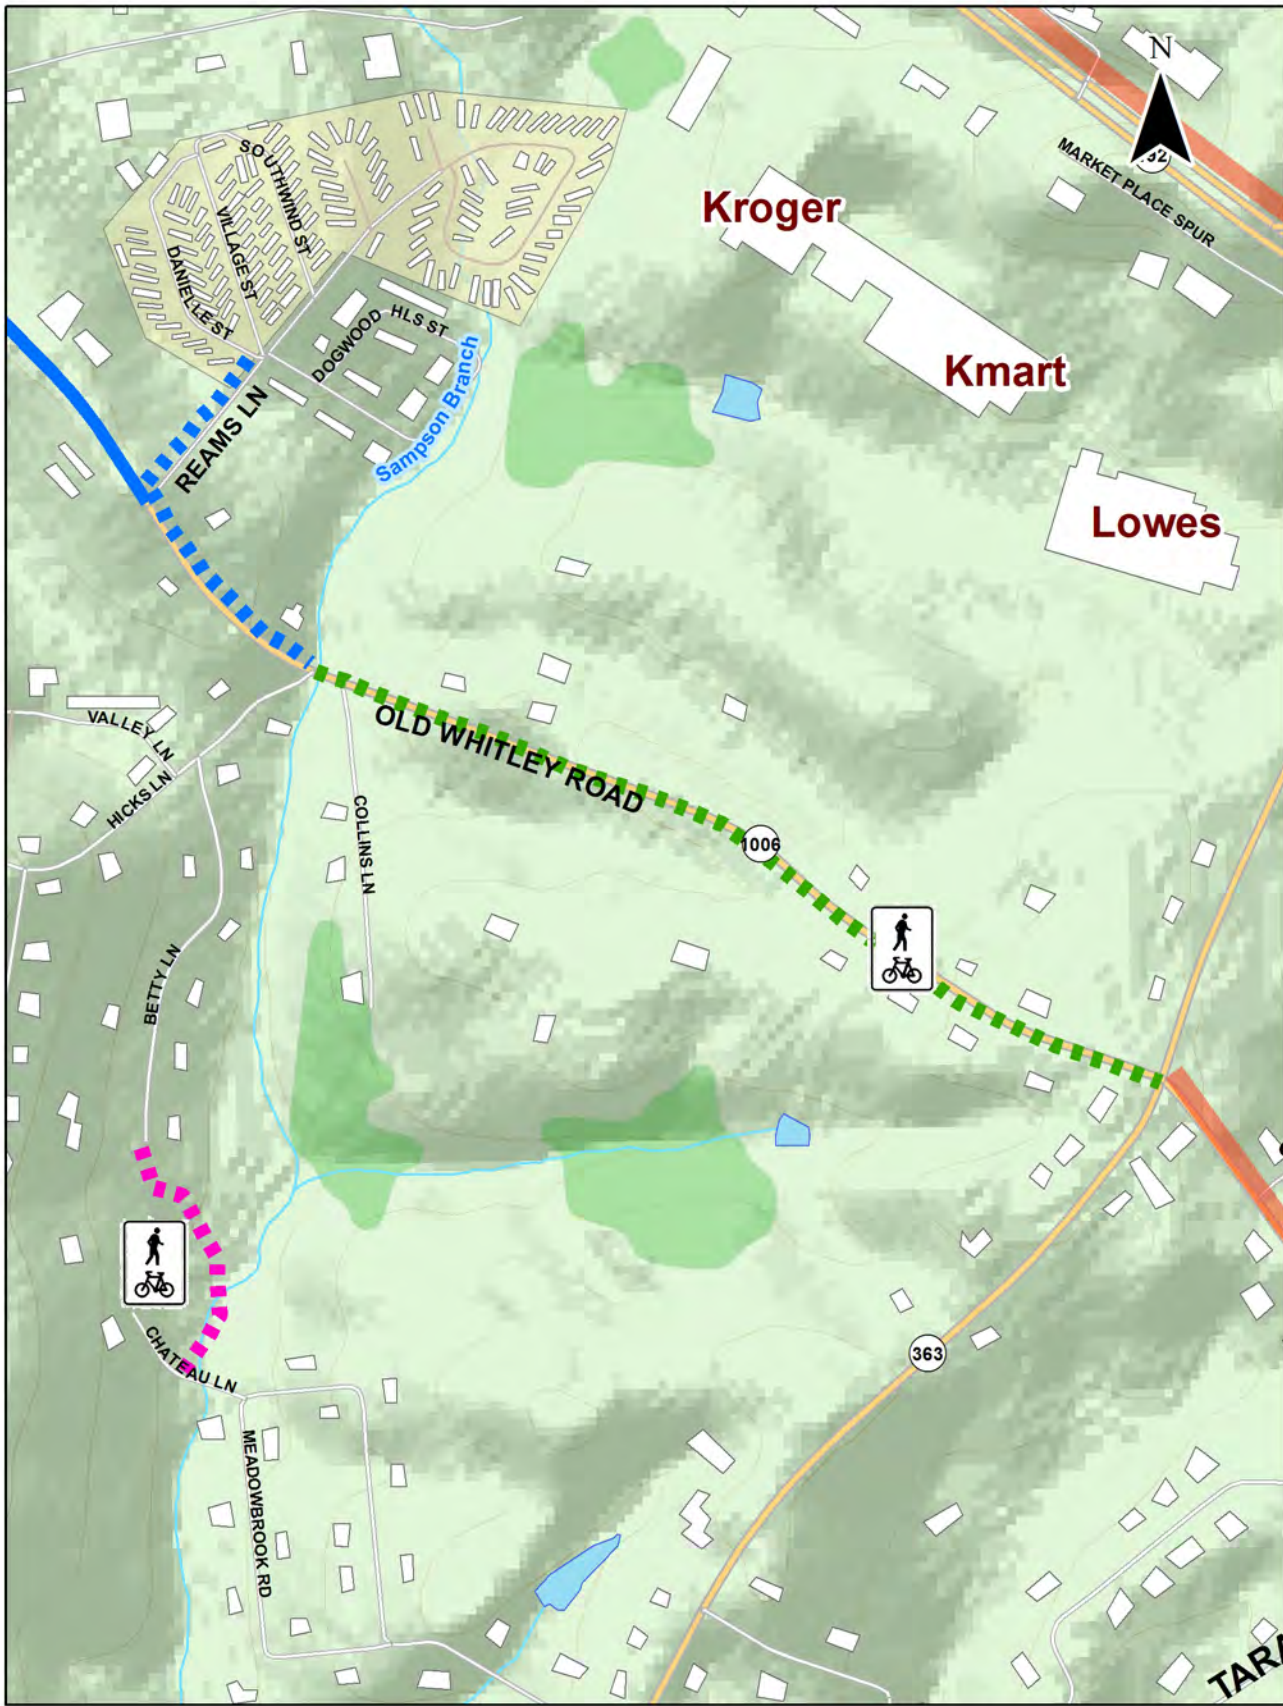 N
MARKET PLACE SPUR
Kroger
SOUTHWIND ST
VILLAGE ST
DANIELLE ST
DOGWOOD HLS ST
Kmart
REAMS LN
Sampson Branch
Lowes
OLD WHITLEY ROAD
VALLEY LN
HICKS LN
COLLINS LN
1006
BETTY LN
CHATEAU LN
363
MEADOWBROOK RD